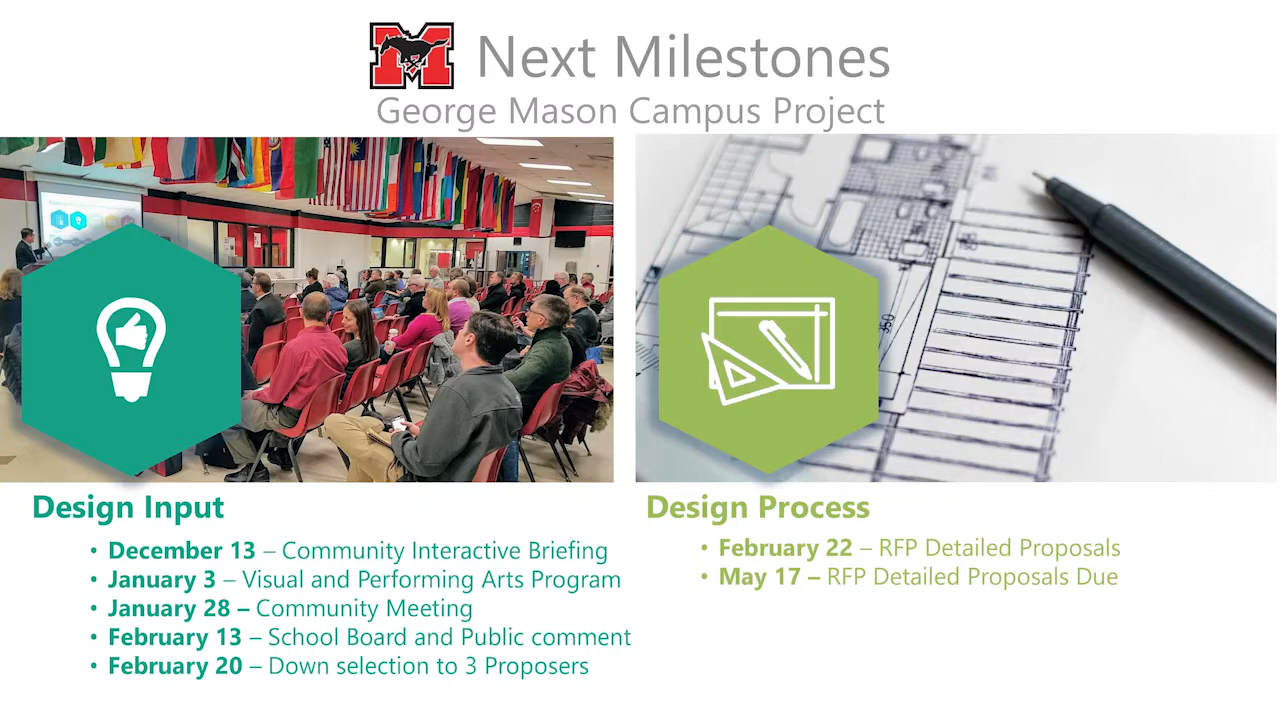 M Next Milestones
George Mason Campus Project
Design Input
• December 13 – Community Interactive Briefing
• January 3 – Visual and Performing Arts Program
• January 28 – Community Meeting
• February 13 – School Board and Public comment
• February 20 – Down selection to 3 Proposers
350
Design Process
• February 22 – RFP Detailed Proposals
• May 17 – RFP Detailed Proposals Due